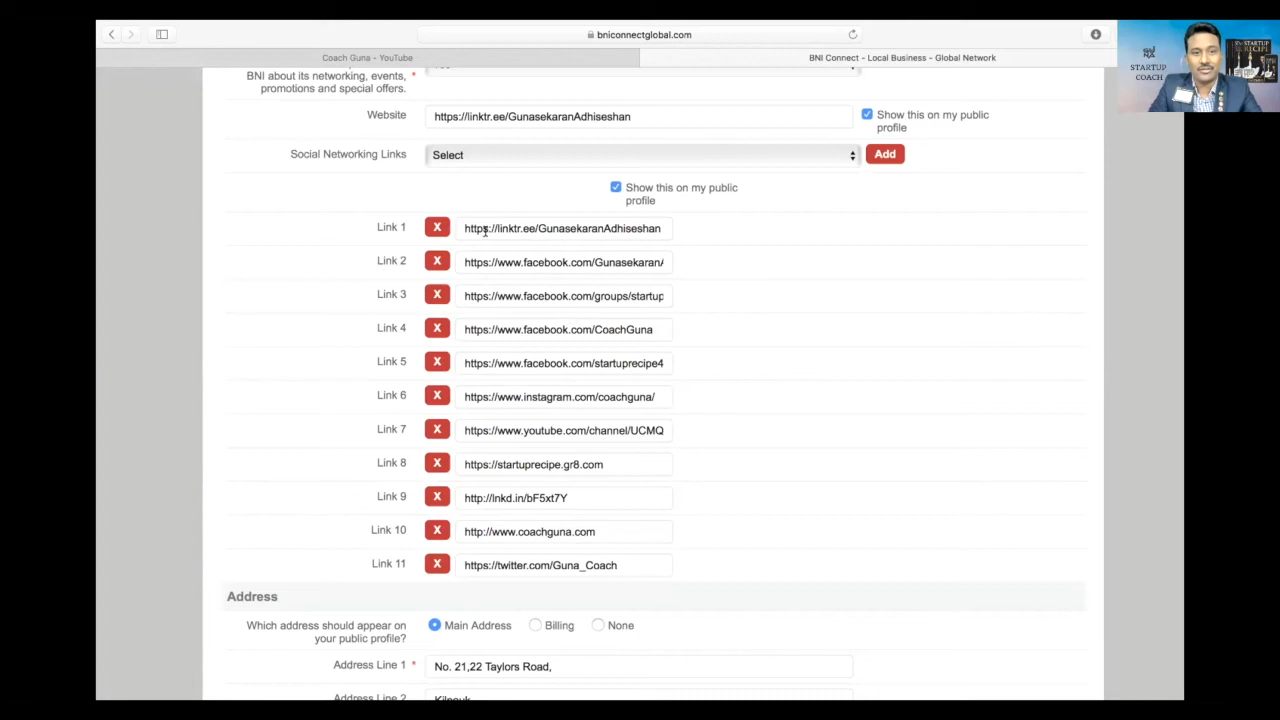 bniconnectglobal.com
Coach Guna - YouTube
BNI Connect - Local Business - Global Network
STARTUP
COACH
BNI about its networking, events, *
promotions and special offers.
Website
https://linktr.ee/GunasekaranAdhiseshan
Show this on my public
profile
Social Networking Links
Select
Add
Show this on my public
profile
Link 1
X
https://linktr.ee/GunasekaranAdhiseshan
Link 2
X
https://www.facebook.com/GunasekaranA
Link 3
X
https://www.facebook.com/groups/startup
Link 4
X
https://www.facebook.com/CoachGuna
Link 5
X
https://www.facebook.com/startuprecipe4
Link 6
X
https://www.instagram.com/coachguna/
Link 7
X
https://www.youtube.com/channel/UCMQ
Link 8
X
https://startuprecipe.gr8.com
Link 9
X
http://lnkd.in/bF5xt7Y
Link 10
X
http://www.coachguna.com
Link 11
X
https://twitter.com/Guna_Coach
Address
Which address should appear on
your public profile?
Main Address
Billing
None
Address Line 1 *
No. 21,22 Taylors Road,
Address Line 2